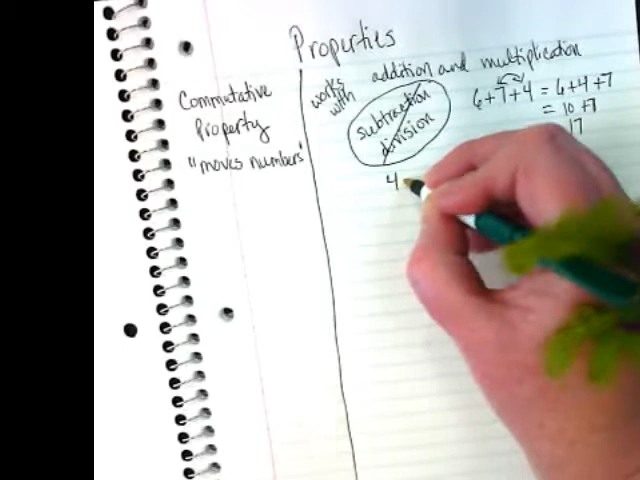 Properties
Commutative
Property
"moves numbers"
works
with
addition and multiplication
subtraction
division
6+7+4 = 6+4+7
= 10+7
17
4